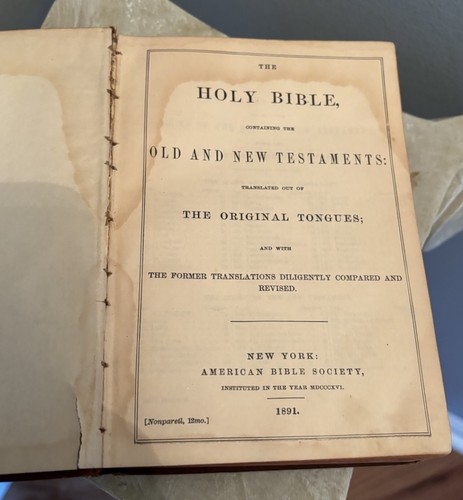 THE
HOLY BIBLE,
CONTAINING THE
OLD AND NEW TESTAMENTS:
TRANSLATED OUT OF
THE ORIGINAL TONGUES;
AND WITH
THE FORMER TRANSLATIONS DILIGENTLY COMPARED AND
REVISED.
NEW YORK:
AMERICAN BIBLE SOCIETY,
INSTITUTED IN THE YEAR MDCCCXVI.
1891.
[Nonpareil, 12mo.]